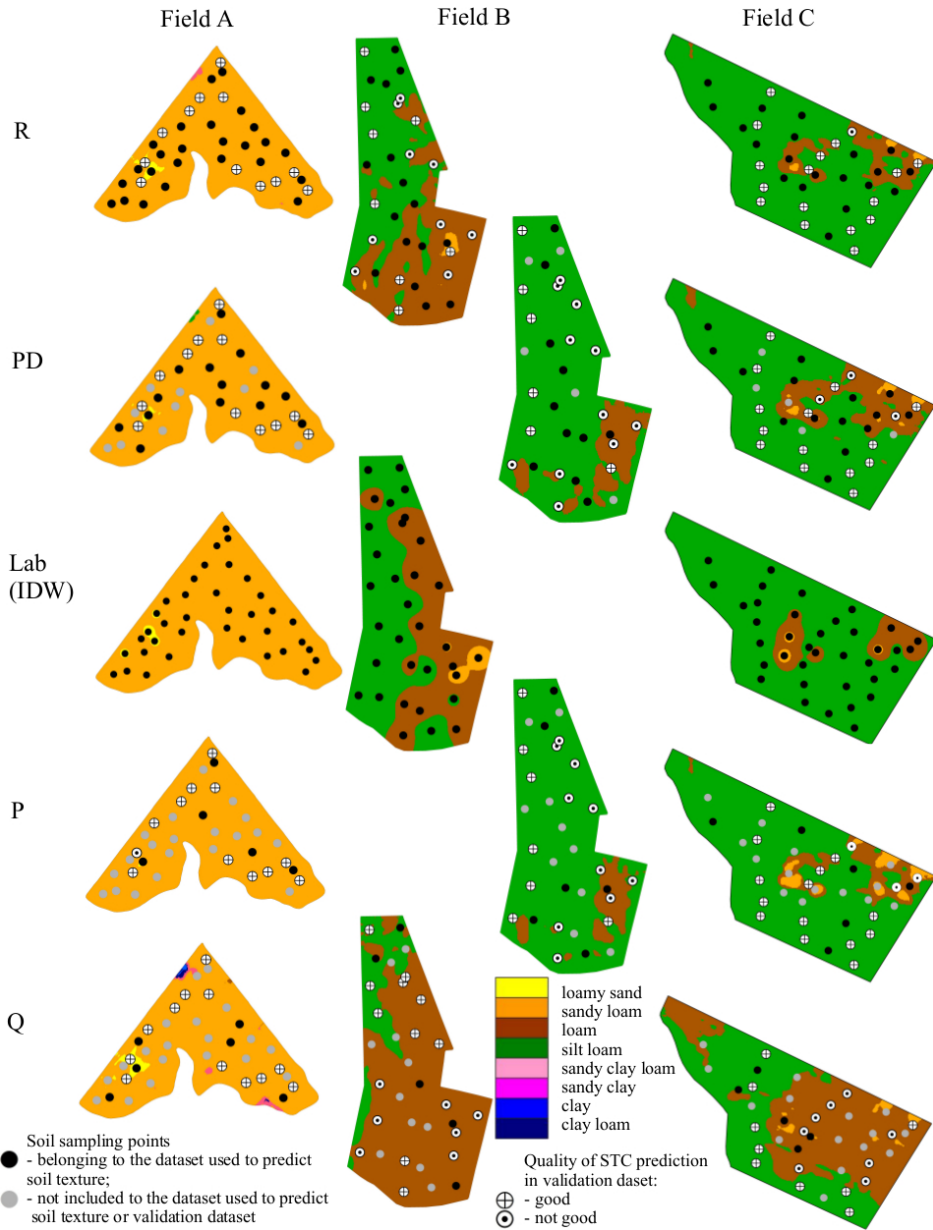 Field A
Field B
Field C
R
PD
Lab
(IDW)
P
Q
loamy sand
sandy loam
loam
silt loam
sandy clay loam
sandy clay
clay
clay loam
Soil sampling points
- belonging to the dataset used to predict
soil texture;
- not included to the dataset used to predict
soil texture or validation dataset
Quality of STC prediction
in validation daset:
- good
- not good